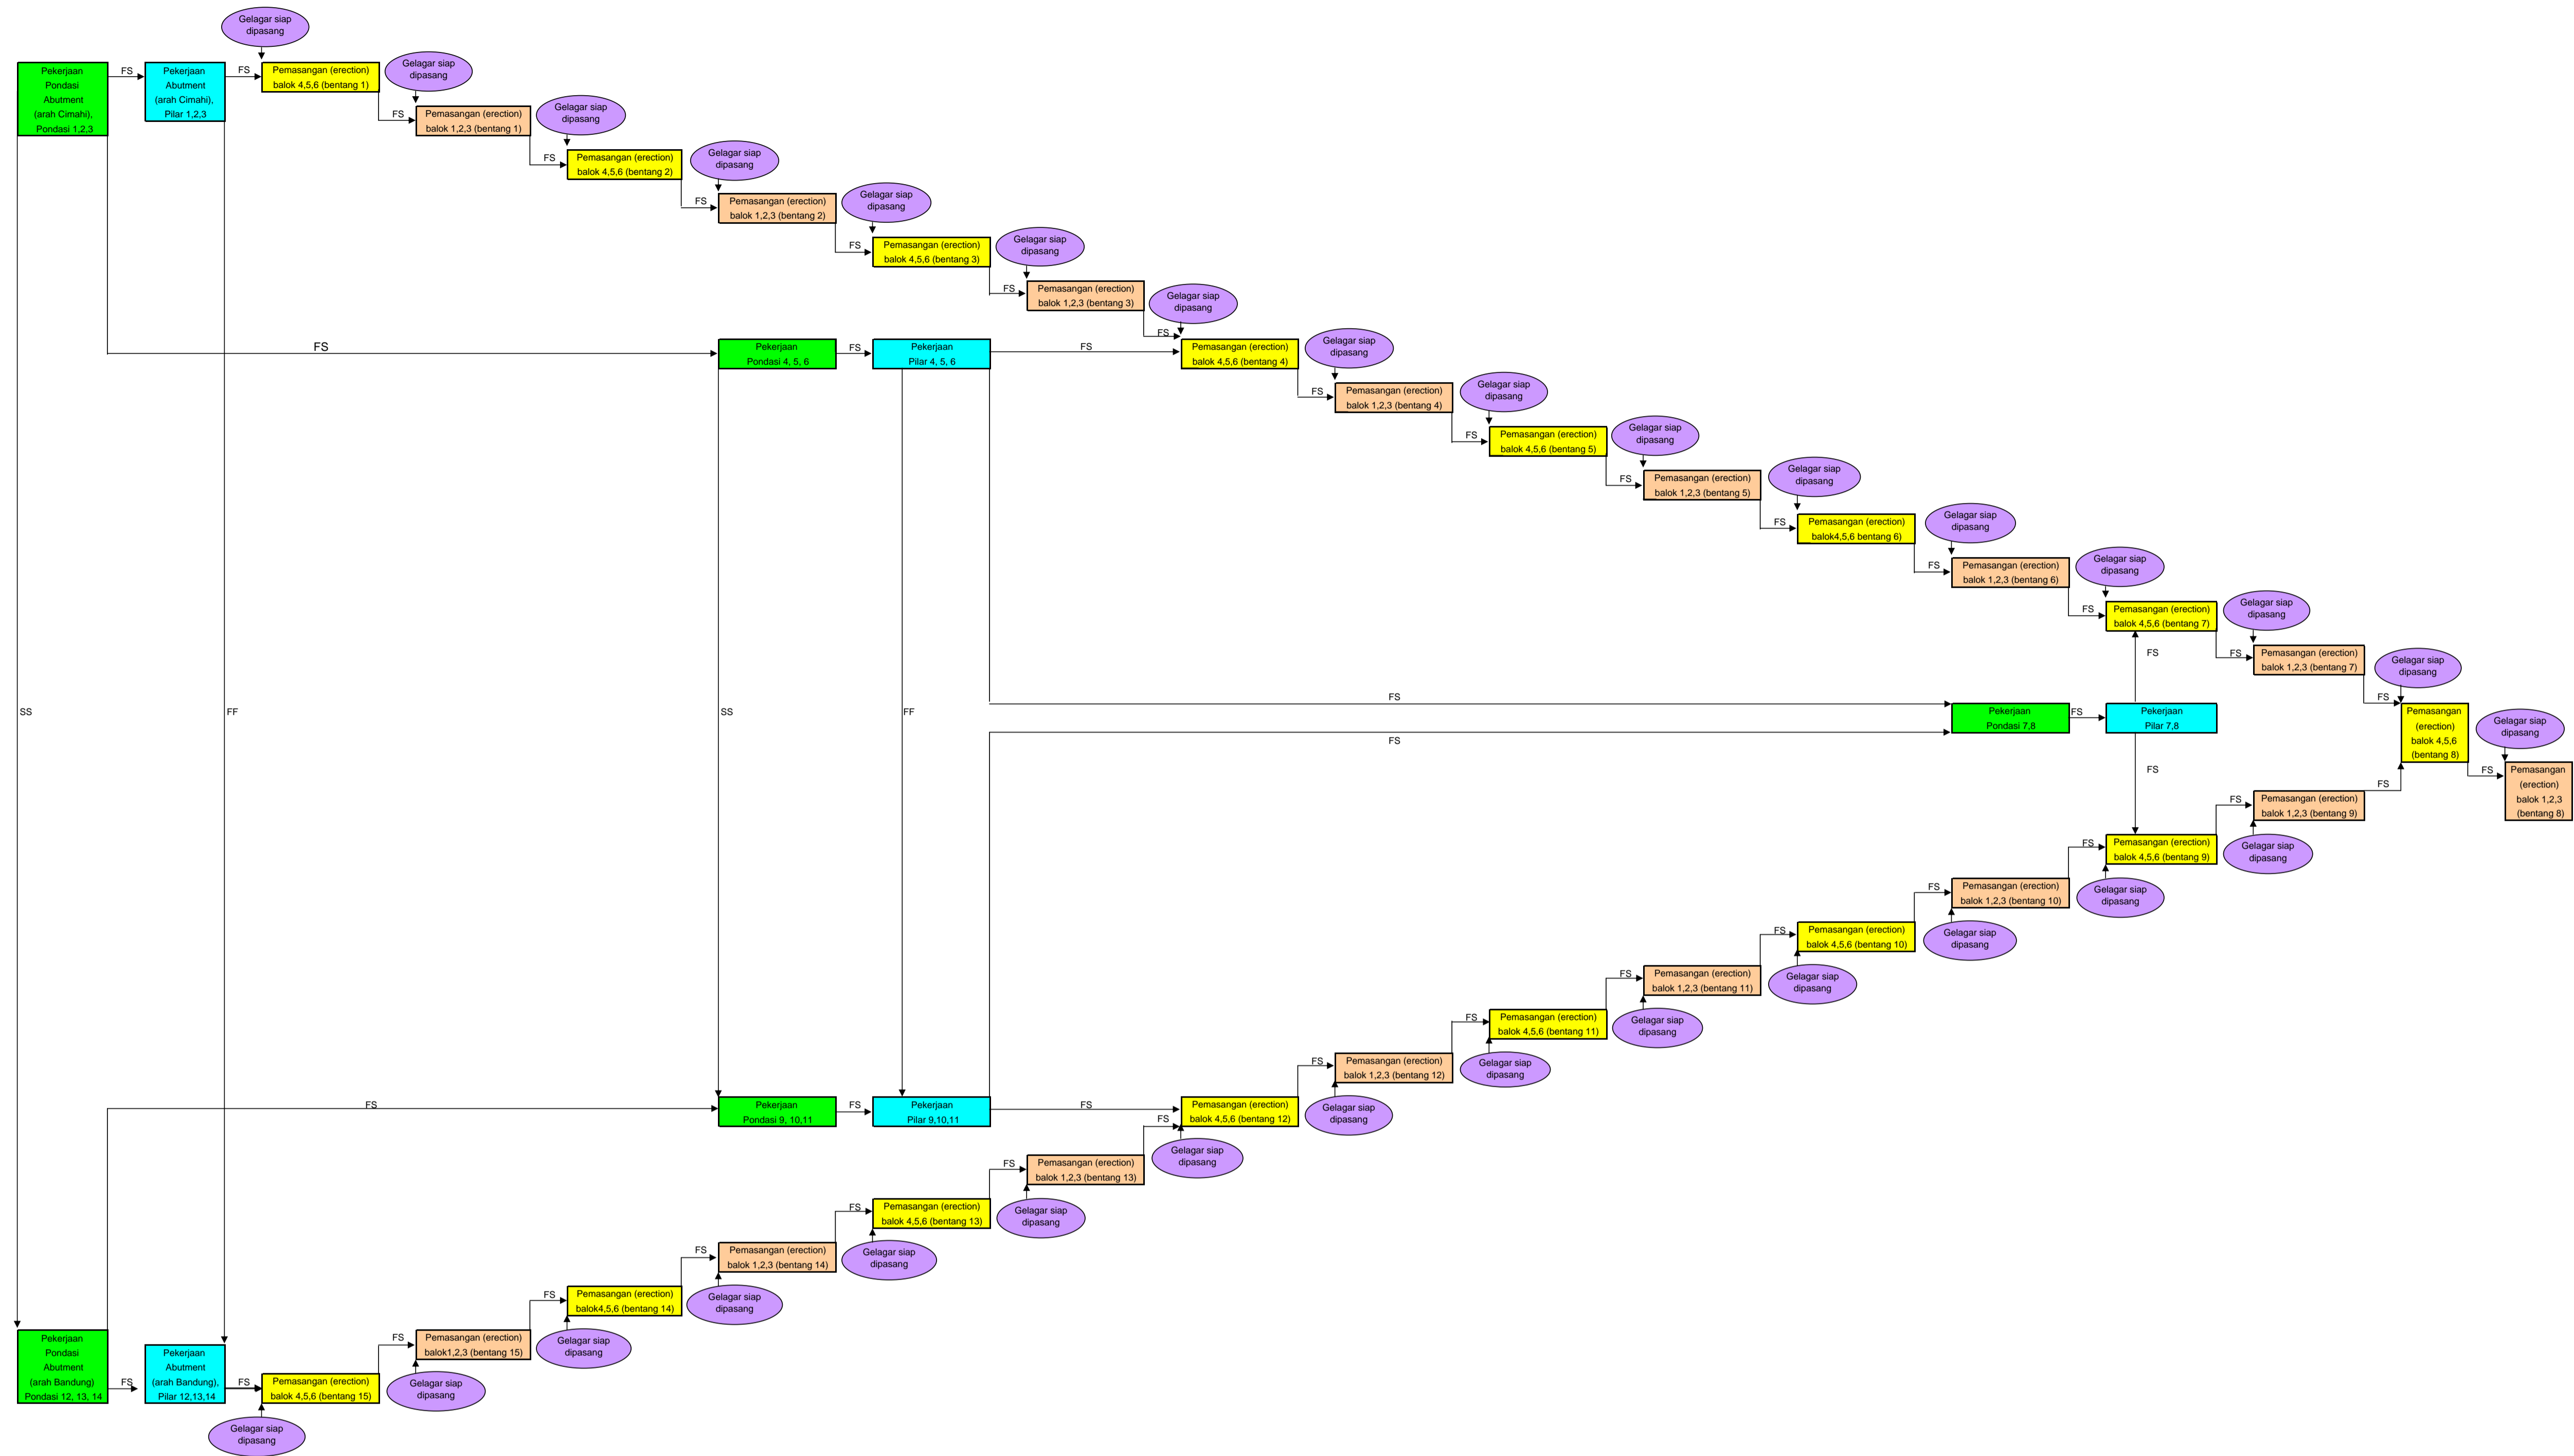 Gelagar siap
dipasang
Pekerjaan
Pondasi
Abutment
(arah Cimahi),
Pondasi 1,2,3
FS
Pekerjaan
Abutment
(arah Cimahi),
Pilar 1,2,3
FS
Pemasangan (erection)
balok 4,5,6 (bentang 1)
Gelagar siap
dipasang
FS
Pemasangan (erection)
balok 1,2,3 (bentang 1)
Gelagar siap
dipasang
FS
Pemasangan (erection)
balok 4,5,6 (bentang 2)
Gelagar siap
dipasang
FS
Pemasangan (erection)
balok 1,2,3 (bentang 2)
Gelagar siap
dipasang
FS
Pemasangan (erection)
balok 4,5,6 (bentang 3)
Gelagar siap
dipasang
FS
Pemasangan (erection)
balok 1,2,3 (bentang 3)
Gelagar siap
dipasang
FS
FS
Pekerjaan
Pondasi 4, 5, 6
FS
Pekerjaan
Pilar 4, 5, 6
FS
Pemasangan (erection)
balok 4,5,6 (bentang 4)
Gelagar siap
dipasang
FS
Pemasangan (erection)
balok 1,2,3 (bentang 4)
Gelagar siap
dipasang
FS
Pemasangan (erection)
balok 4,5,6 (bentang 5)
Gelagar siap
dipasang
FS
Pemasangan (erection)
balok 1,2,3 (bentang 5)
Gelagar siap
dipasang
FS
Pemasangan (erection)
balok4,5,6 bentang 6)
Gelagar siap
dipasang
FS
Pemasangan (erection)
balok 1,2,3 (bentang 6)
Gelagar siap
dipasang
FS
Pemasangan (erection)
balok 4,5,6 (bentang 7)
Gelagar siap
dipasang
FS
FS
Pemasangan (erection)
balok 1,2,3 (bentang 7)
Gelagar siap
dipasang
FS
SS
FF
SS
FF
FS
Pekerjaan
Pondasi 7,8
FS
Pekerjaan
Pilar 7,8
Pemasangan
(erection)
balok 4,5,6
(bentang 8)
Gelagar siap
dipasang
FS
FS
FS
Pemasangan
(erection)
balok 1,2,3
(bentang 8)
FS
FS
Pemasangan (erection)
balok 1,2,3 (bentang 9)
Gelagar siap
dipasang
FS
Pemasangan (erection)
balok 4,5,6 (bentang 9)
Gelagar siap
dipasang
FS
Pemasangan (erection)
balok 1,2,3 (bentang 10)
Gelagar siap
dipasang
FS
Pemasangan (erection)
balok 4,5,6 (bentang 10)
Gelagar siap
dipasang
FS
Pemasangan (erection)
balok 1,2,3 (bentang 11)
Gelagar siap
dipasang
FS
Pemasangan (erection)
balok 4,5,6 (bentang 11)
Gelagar siap
dipasang
FS
Pemasangan (erection)
balok 1,2,3 (bentang 12)
Gelagar siap
dipasang
FS
Pekerjaan
Pondasi 9, 10,11
FS
Pekerjaan
Pilar 9,10,11
FS
Pemasangan (erection)
balok 4,5,6 (bentang 12)
Gelagar siap
dipasang
FS
Pemasangan (erection)
balok 1,2,3 (bentang 13)
Gelagar siap
dipasang
FS
Pemasangan (erection)
balok 4,5,6 (bentang 13)
Gelagar siap
dipasang
FS
Pemasangan (erection)
balok 1,2,3 (bentang 14)
Gelagar siap
dipasang
FS
Pemasangan (erection)
balok4,5,6 (bentang 14)
Gelagar siap
dipasang
FS
Pemasangan (erection)
balok1,2,3 (bentang 15)
Gelagar siap
dipasang
Pekerjaan
Pondasi
Abutment
(arah Bandung)
Pondasi 12, 13, 14
FS
Pekerjaan
Abutment
(arah Bandung),
Pilar 12,13,14
FS
Pemasangan (erection)
balok 4,5,6 (bentang 15)
Gelagar siap
dipasang